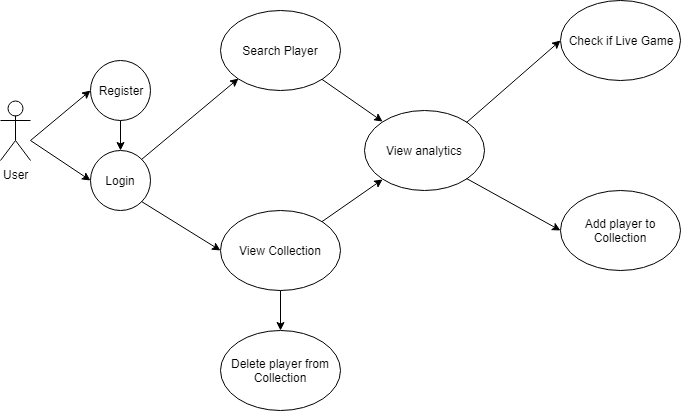 Search Player
Check if Live Game
Register
User
Login
View analytics
View Collection
Add player to
Collection
Delete player from
Collection